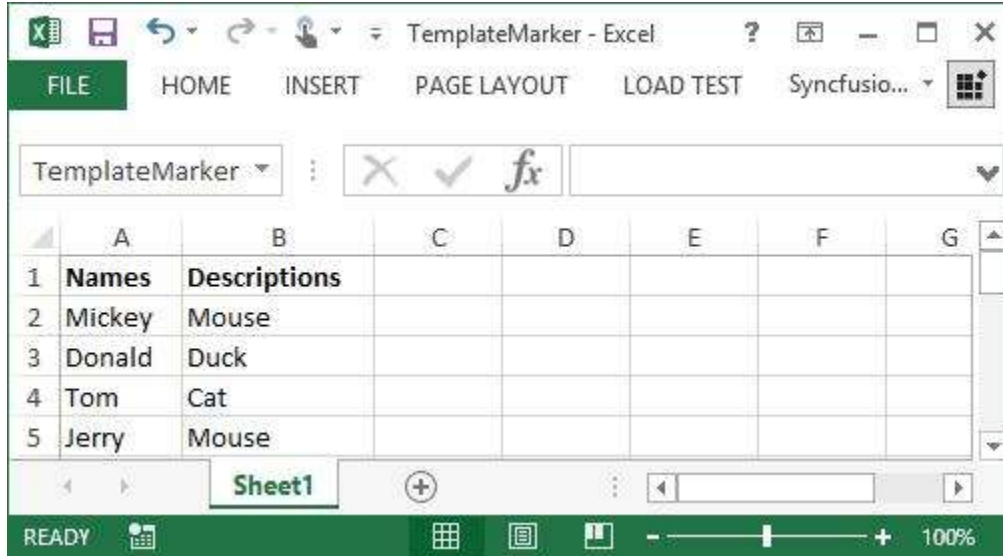 TemplateMarker - Excel ?
FILE HOME INSERT PAGE LAYOUT LOAD TEST Syncfusio...
TemplateMarker fx
A B C D E F G
1 Names Descriptions
2 Mickey Mouse
3 Donald Duck
4 Tom Cat
5 Jerry Mouse
Sheet1
READY 100%